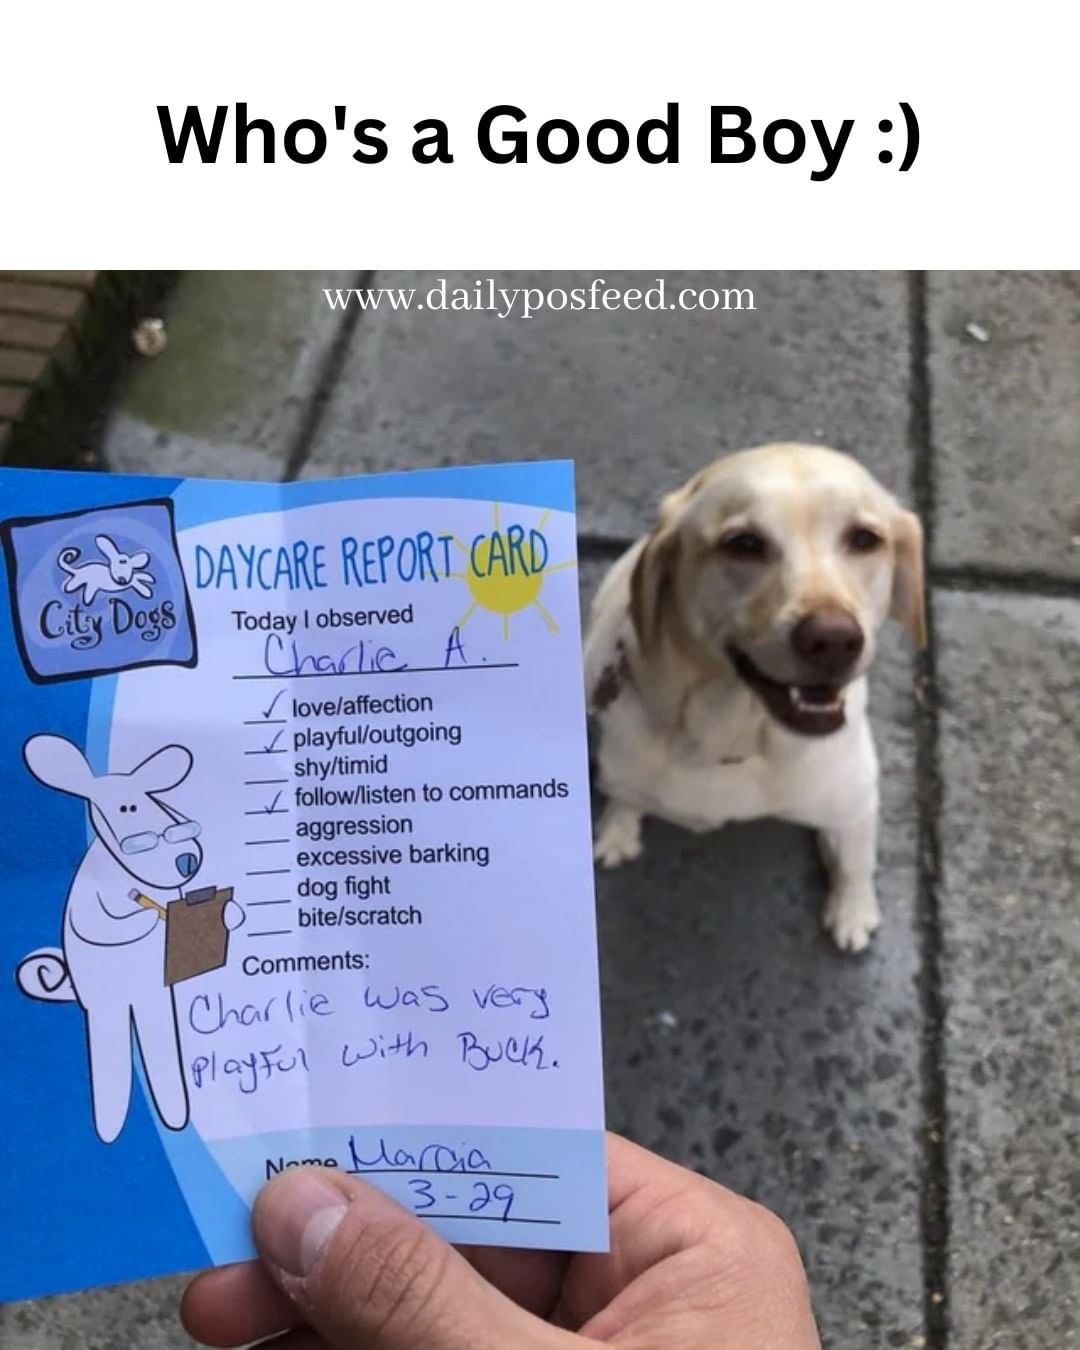 Who's a Good Boy :)
www.dailyposfeed.com
City Dogs
DAYCARE REPORT CARD
Today I observed
Charlie A.
✓ love/affection
✓ playful/outgoing
shy/timid
✓ follow/listen to commands
aggression
excessive barking
dog fight
bite/scratch
Comments:
Charlie was very
playful with Buck.
Name Marcia
3-29